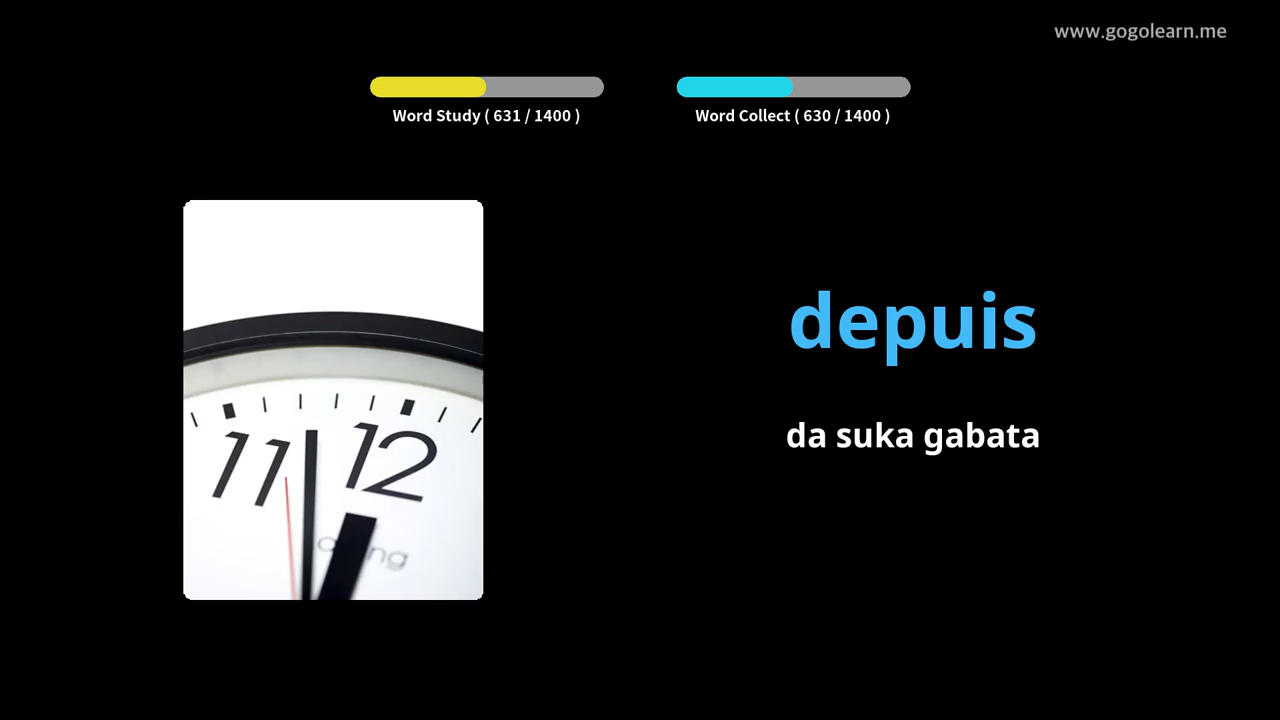 www.gogolearn.me
Word Study ( 631 / 1400 )
Word Collect ( 630 / 1400 )
depuis
da suka gabata
11
12